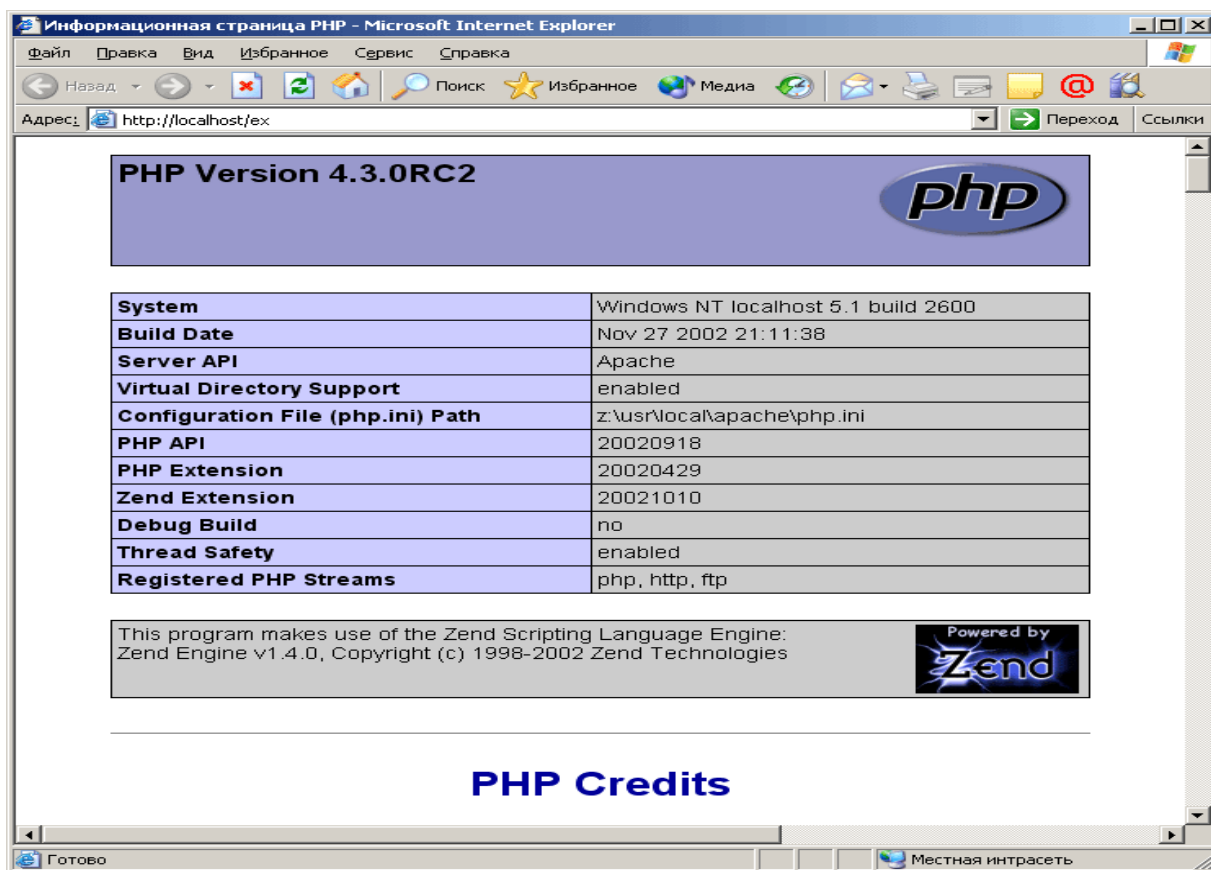 Информационная страница PHP - Microsoft Internet Explorer
Файл Правка Вид Избранное Сервис Справка
Назад Поиск Избранное Медиа
Адрес: http://localhost/ex Переход Ссылки
PHP Version 4.3.0RC2
php
System Windows NT localhost 5.1 build 2600
Build Date Nov 27 2002 21:11:38
Server API Apache
Virtual Directory Support enabled
Configuration File (php.ini) Path z:\usr\local\apache\php.ini
PHP API 20020918
PHP Extension 20020429
Zend Extension 20021010
Debug Build no
Thread Safety enabled
Registered PHP Streams php, http, ftp
This program makes use of the Zend Scripting Language Engine:
Zend Engine v1.4.0, Copyright (c) 1998-2002 Zend Technologies
Powered by
Zend
PHP Credits
Готово Местная интрасеть